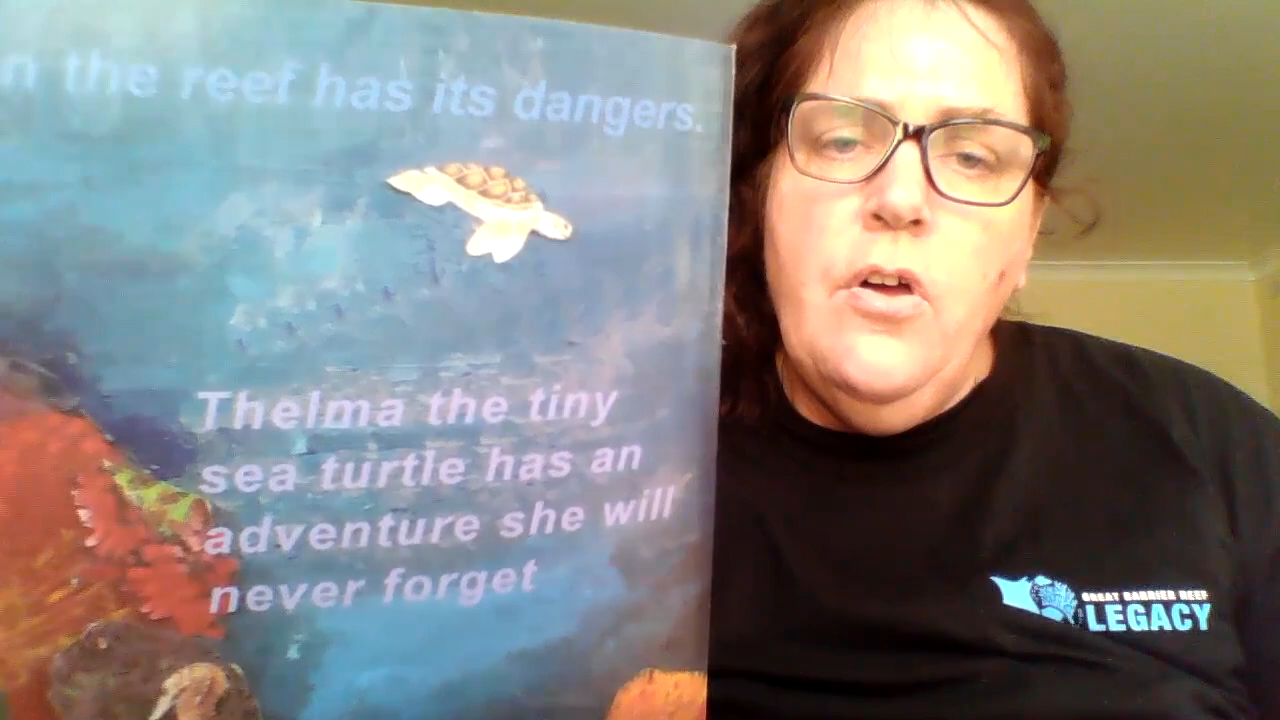 n the reef has its dangers.
Thelma the tiny
sea turtle has an
adventure she will
never forget
GREAT BARRIER REEF
LEGACY